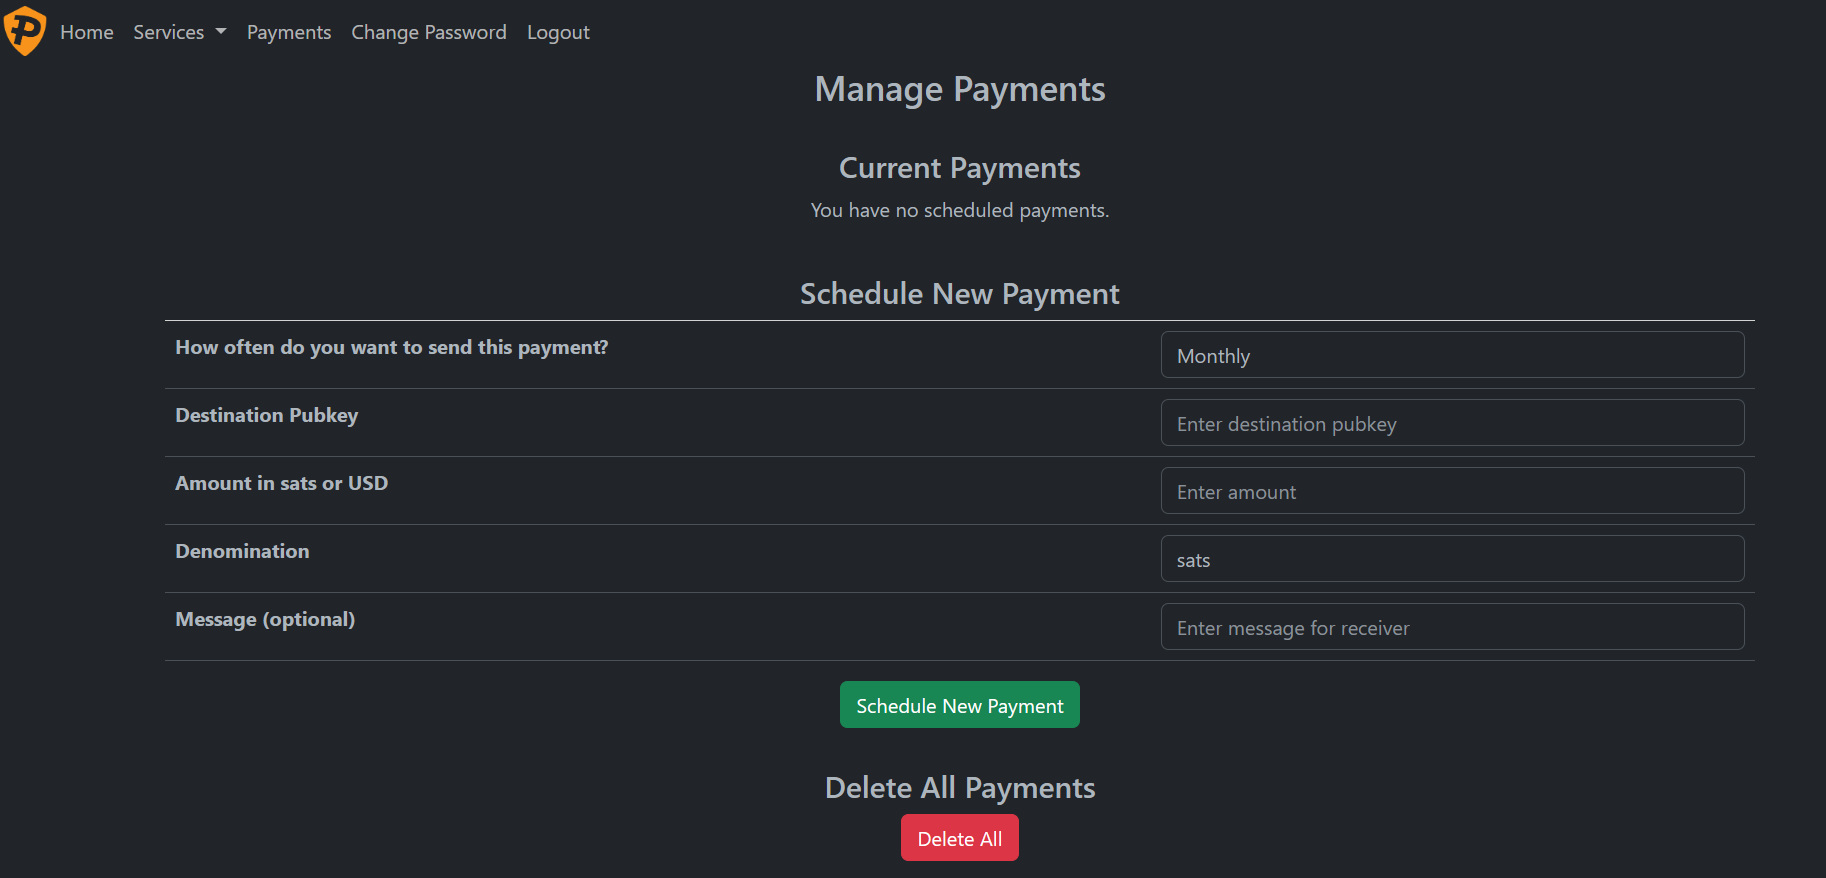 Home Services Payments Change Password Logout
Manage Payments
Current Payments
You have no scheduled payments.
Schedule New Payment
How often do you want to send this payment? Monthly
Destination Pubkey Enter destination pubkey
Amount in sats or USD Enter amount
Denomination sats
Message (optional) Enter message for receiver
Schedule New Payment
Delete All Payments
Delete All